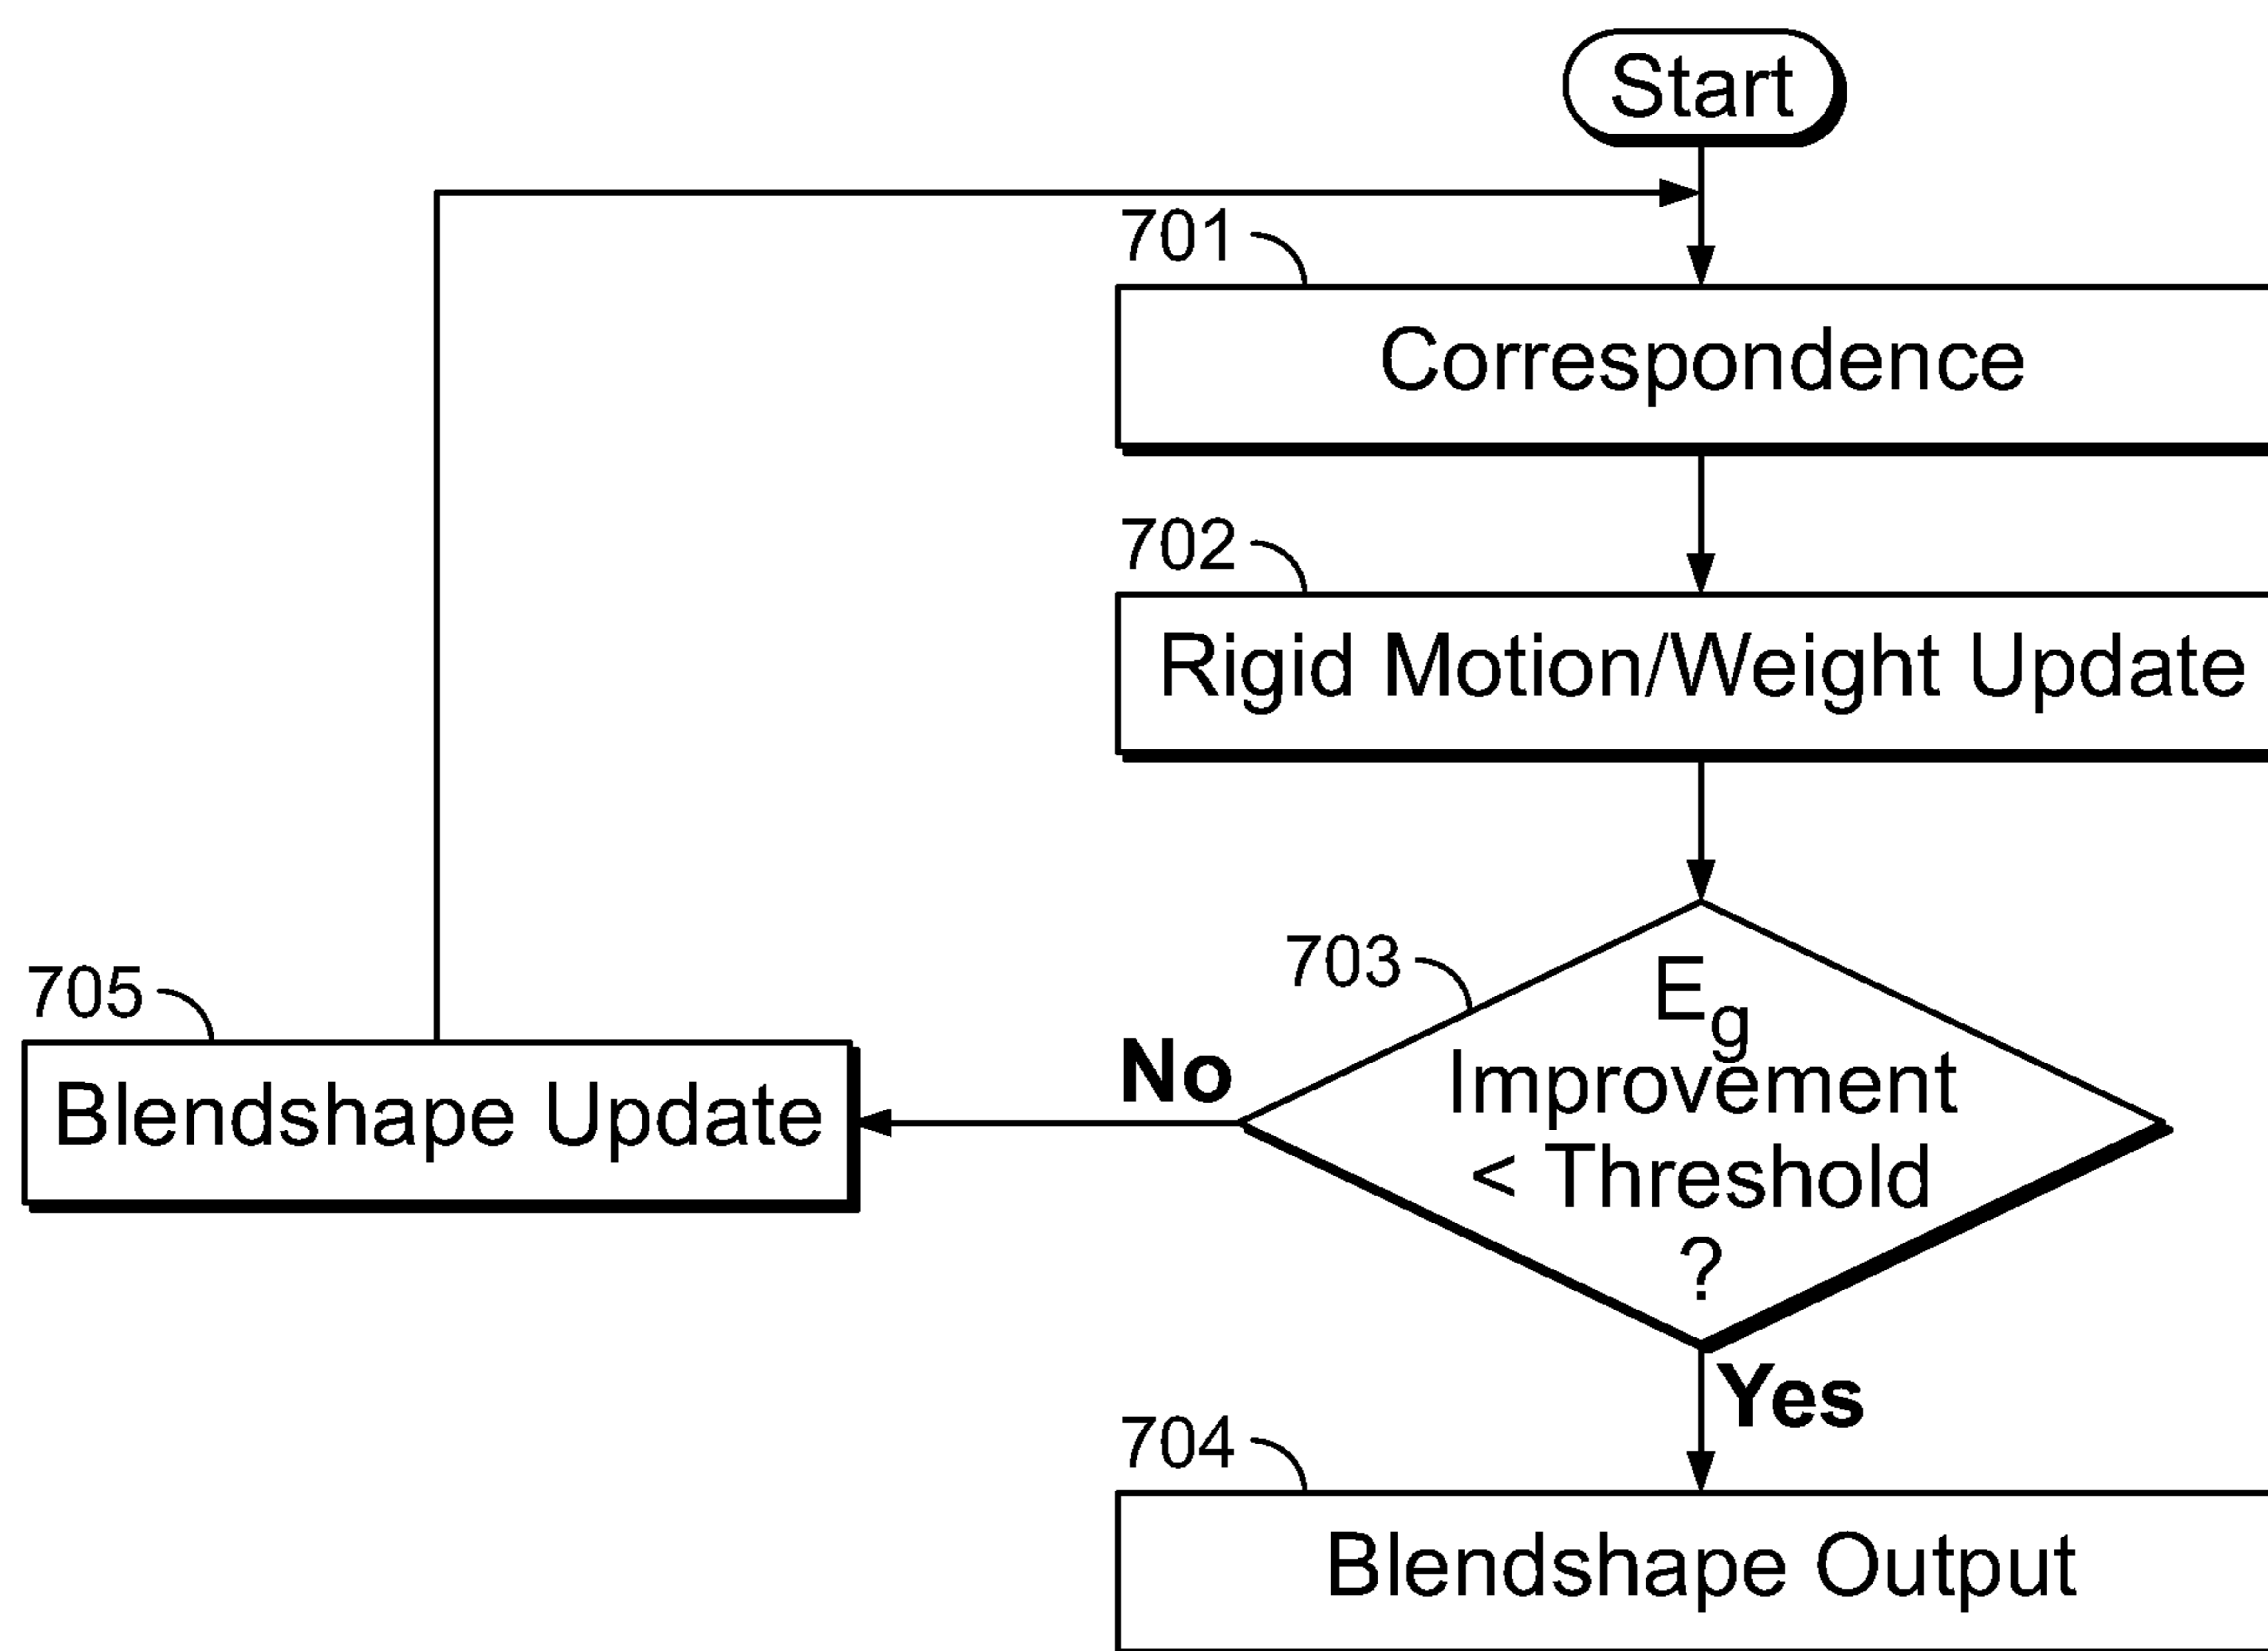 Start
701
Correspondence
702
Rigid Motion/Weight Update
703
Eg
Improvement
< Threshold
?
No
705
Blendshape Update
Yes
704
Blendshape Output